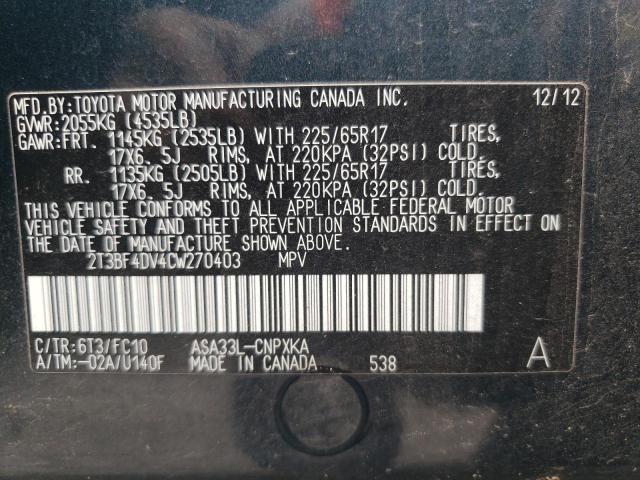 MFD.BY:TOYOTA MOTOR MANUFACTURING CANADA INC. 12/12
GVWR:2055KG (4535LB)
GAWR:FRT. 1145KG (2535LB) WITH 225/65R17 TIRES,
17X6. 5J RIMS, AT 220KPA (32PSI) COLD.
RR. 1135KG (2505LB) WITH 225/65R17 TIRES,
17X6. 5J RIMS, AT 220KPA (32PSI) COLD.
THIS VEHICLE CONFORMS TO ALL APPLICABLE FEDERAL MOTOR
VEHICLE SAFETY AND THEFT PREVENTION STANDARDS IN EFFECT ON
THE DATE OF MANUFACTURE SHOWN ABOVE.
2T3BF4DV4CW270403 MPV
C/TR:6T3/FC10 ASA33L-CNPXKA A
A/TM:-02A/U140F MADE IN CANADA 538